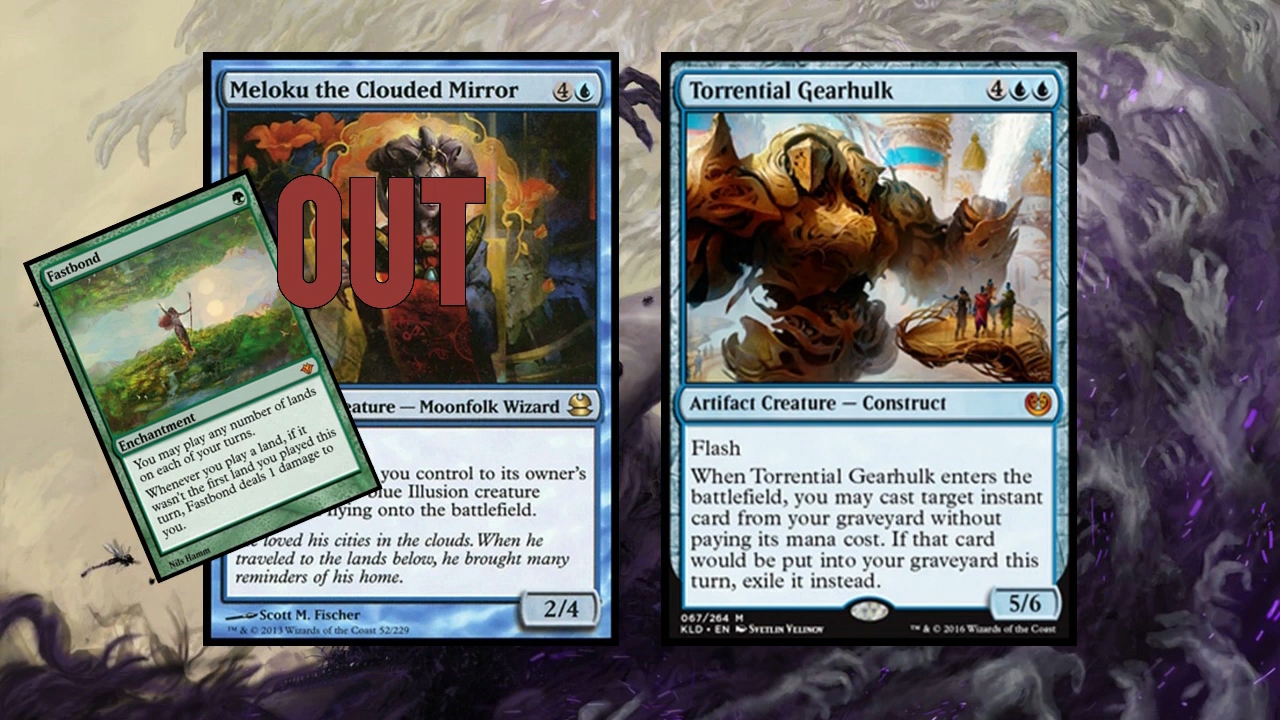 Meloku the Clouded Mirror 4
OUT
eature — Moonfolk Wizard
you control to its owner's
blue Illusion creature
flying onto the battlefield.
loved his cities in the clouds. When he
traveled to the lands below, he brought many
reminders of his home.
Scott M. Fischer
2/4
™ & © 2013 Wizards of the Coast 52/229
Fastbond
Enchantment
You may play any number of lands
on each of your turns.
Whenever you play a land, if it
wasn't the first land you played this
turn, Fastbond deals 1 damage to
you.
Nils Hamm
Torrential Gearhulk 4
Artifact Creature — Construct
Flash
When Torrential Gearhulk enters the
battlefield, you may cast target instant
card from your graveyard without
paying its mana cost. If that card
would be put into your graveyard this
turn, exile it instead.
5/6
067/264 M
KLD • EN Svetlin Velinov
™ & © 2016 Wizards of the Coast